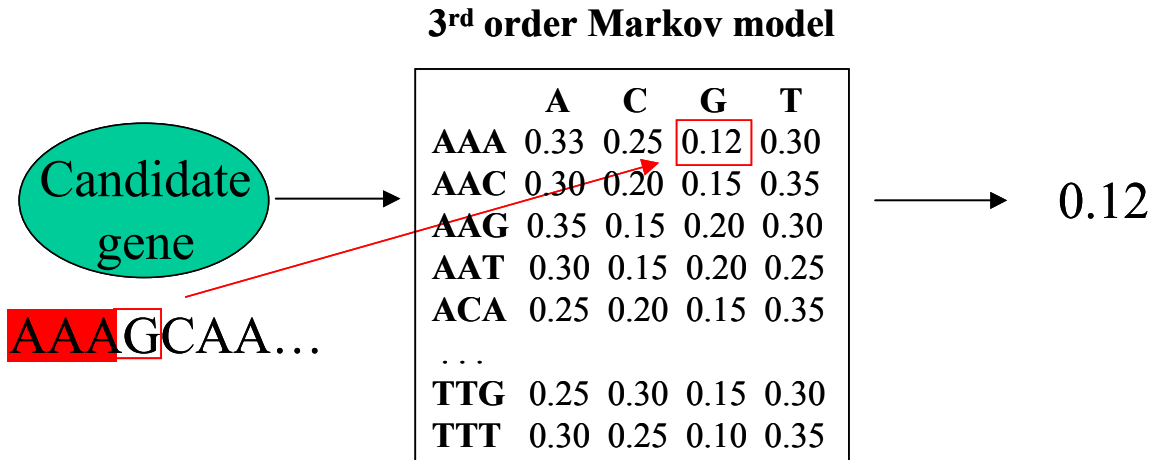 3rd order Markov model
A C G T
AAA 0.33 0.25 0.12 0.30
AAC 0.30 0.20 0.15 0.35
AAG 0.35 0.15 0.20 0.30
AAT 0.30 0.15 0.20 0.25
ACA 0.25 0.20 0.15 0.35
...
TTG 0.25 0.30 0.15 0.30
TTT 0.30 0.25 0.10 0.35
Candidate
gene
AAAGCAA...
0.12